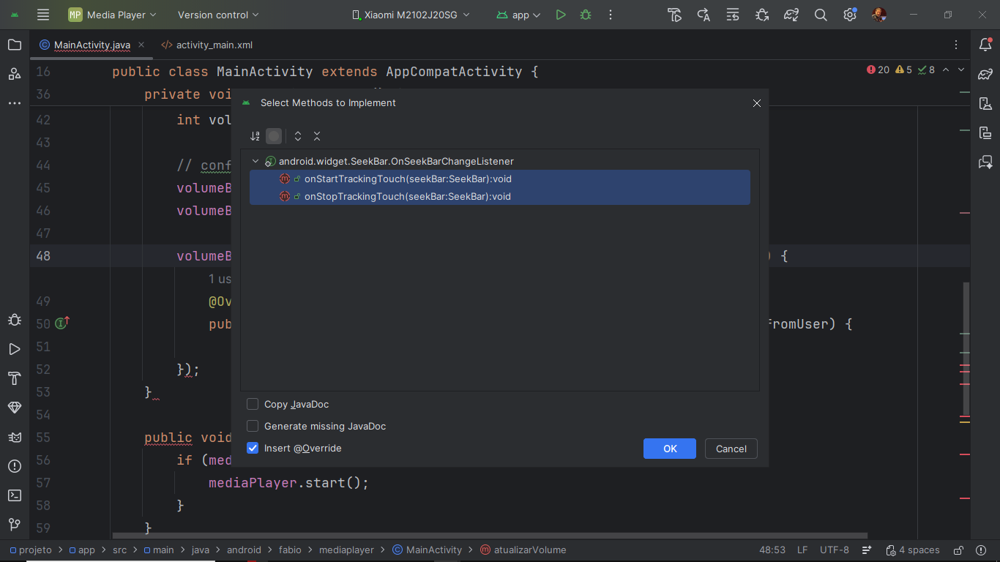 MP Media Player Version control Xiaomi M2102J20SG app
MainActivity.java activity_main.xml
16 public class MainActivity extends AppCompatActivity { 20 5 8
36 private voi
Select Methods to Implement
42 int vol
43
android.widget.SeekBar.OnSeekBarChangeListener
44 // conf
onStartTrackingTouch(seekBar:SeekBar):void
45 volumeB
onStopTrackingTouch(seekBar:SeekBar):void
46 volumeB
47
48 volumeB ) {
1 us
49 @Ov
50 pub fromUser) {
51
52 });
53 }
Copy JavaDoc
54
Generate missing JavaDoc
55 public void
Insert @Override OK Cancel
56 if (med
57 mediaPlayer.start();
58 }
59 }
projeto app src main java android fabio mediaplayer MainActivity atualizarVolume 48:53 LF UTF-8 4 spaces